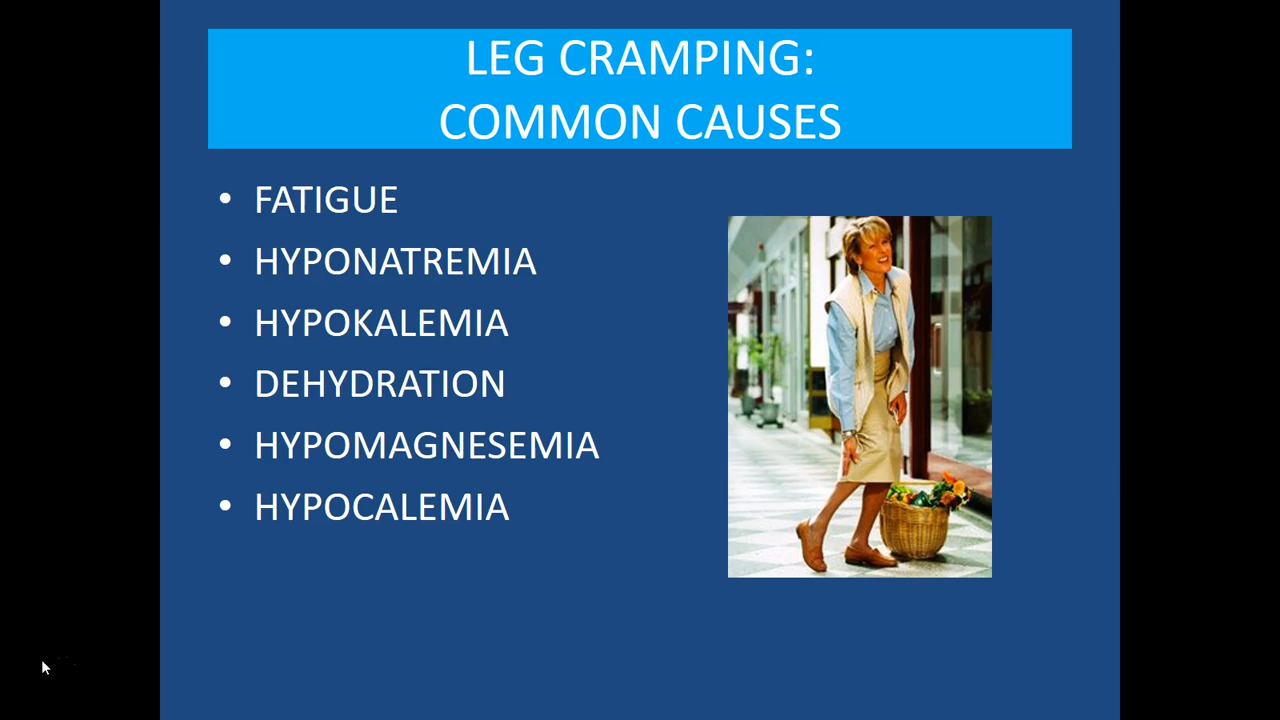 LEG CRAMPING:
COMMON CAUSES
• FATIGUE
• HYPONATREMIA
• HYPOKALEMIA
• DEHYDRATION
• HYPOMAGNESEMIA
• HYPOCALEMIA